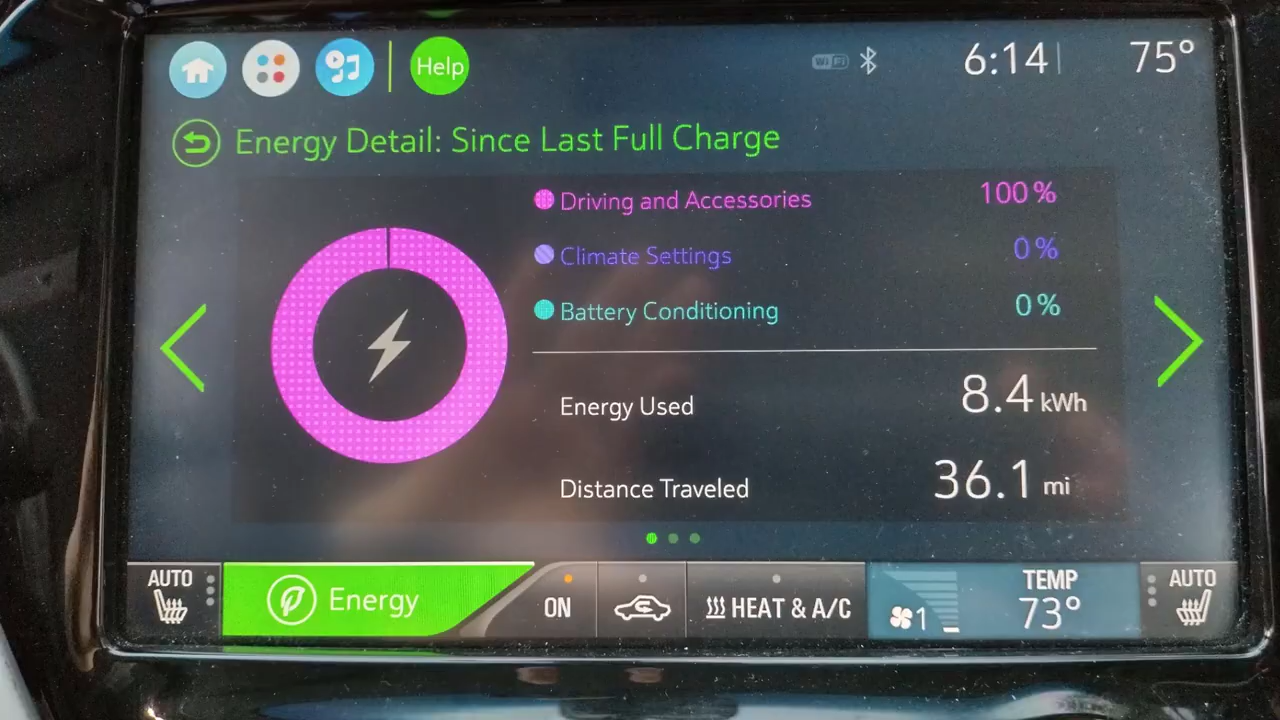 Help
WiFi
6:14
75°
Energy Detail: Since Last Full Charge
Driving and Accessories 100%
Climate Settings 0%
Battery Conditioning 0%
Energy Used 8.4 kWh
Distance Traveled 36.1 mi
AUTO
Energy
ON
HEAT & A/C
1
TEMP
73°
AUTO